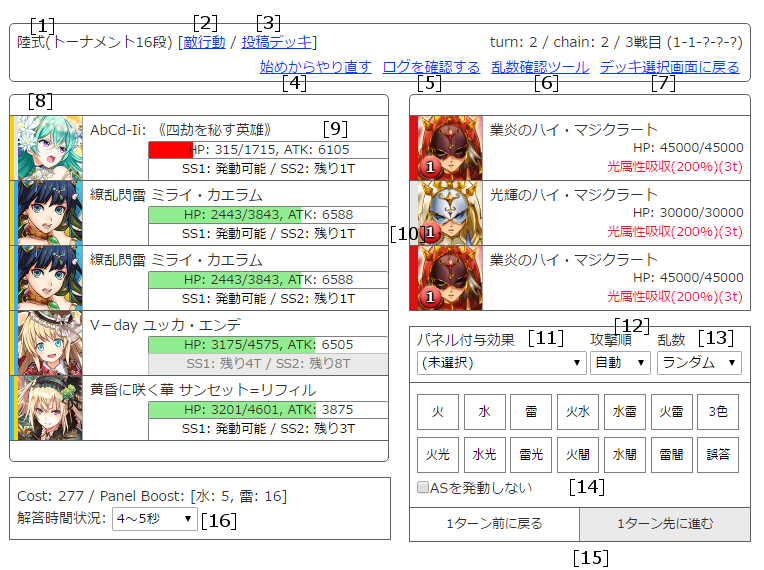 [1] [2] [3]
陸式(トーナメント16段) [敵行動 / 投稿デッキ] turn: 2 / chain: 2 / 3戦目 (1-1-?-?-?)
始めからやり直す ログを確認する 乱数確認ツール デッキ選択画面に戻る
[4] [5] [6] [7]
[8]
AbCd-Ii: 《四劫を秘す英雄》 [9]
HP: 315/1715, ATK: 6105
SS1: 発動可能 / SS2: 残り1T
繚乱閃雷 ミライ・カエラム
HP: 2443/3843, ATK: 6588
SS1: 発動可能 / SS2: 残り1T
繚乱閃雷 ミライ・カエラム
HP: 2443/3843, ATK: 6588
SS1: 発動可能 / SS2: 残り1T
V－day ユッカ・エンデ
HP: 3175/4575, ATK: 6505
SS1: 残り4T / SS2: 残り8T
黄昏に咲く華 サンセット=リフィル
HP: 3201/4601, ATK: 3875
SS1: 発動可能 / SS2: 残り3T
Cost: 277 / Panel Boost: [水: 5, 雷: 16]
解答時間状況: 4～5秒 ▼ [16]
業炎のハイ・マジクラート
HP: 45000/45000
1 光属性吸収(200%)(3t)
光輝のハイ・マジクラート
HP: 30000/30000
[10] 1 光属性吸収(200%)(3t)
業炎のハイ・マジクラート
HP: 45000/45000
1 光属性吸収(200%)(3t)
パネル付与効果 [11] 攻撃順 [12] 乱数 [13]
(未選択) ▼ 自動 ▼ ランダム ▼
火 水 雷 火水 水雷 火雷 3色
火光 水光 雷光 火闇 水闇 雷闇 誤答
ASを発動しない [14]
1ターン前に戻る 1ターン先に進む
[15]